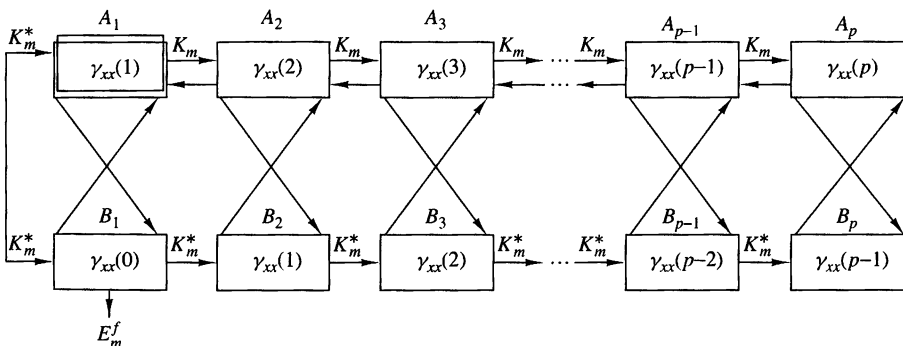 A_1 A_2 A_3 A_{p-1} A_p
K_m^* K_m K_m K_m ... K_m K_m
γ_{xx}(1) γ_{xx}(2) γ_{xx}(3) ... γ_{xx}(p-1) γ_{xx}(p)
B_1 B_2 B_3 B_{p-1} B_p
K_m^* K_m^* K_m^* K_m^* ... K_m^* K_m^*
γ_{xx}(0) γ_{xx}(1) γ_{xx}(2) γ_{xx}(p-2) γ_{xx}(p-1)
E_m^f